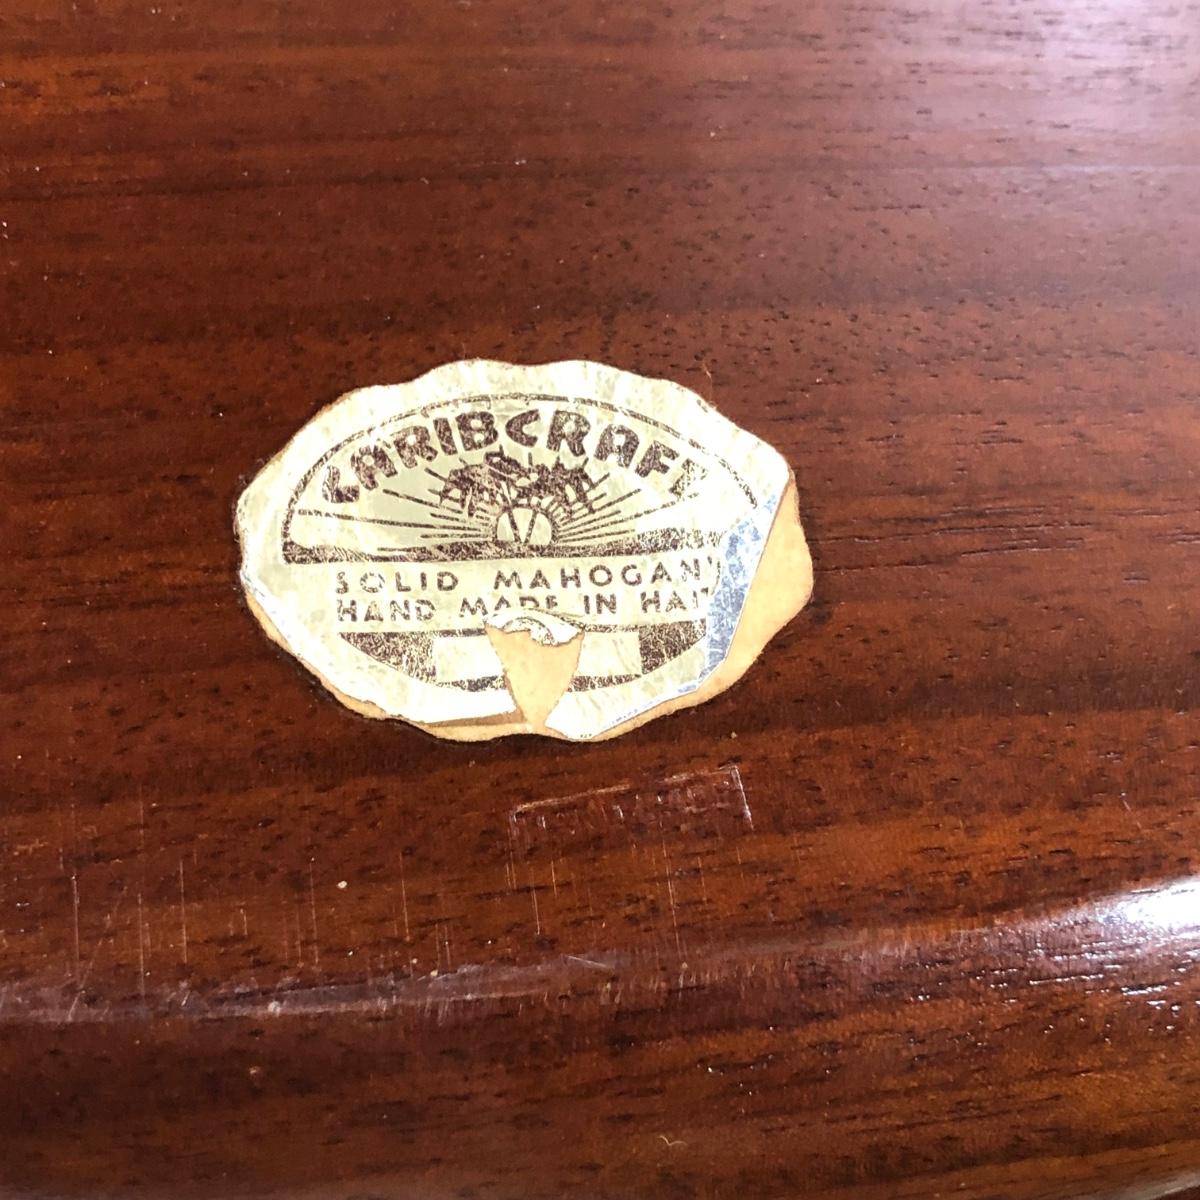 CARIBCRAFT
SOLID MAHOGANY
HAND MADE IN HAITI